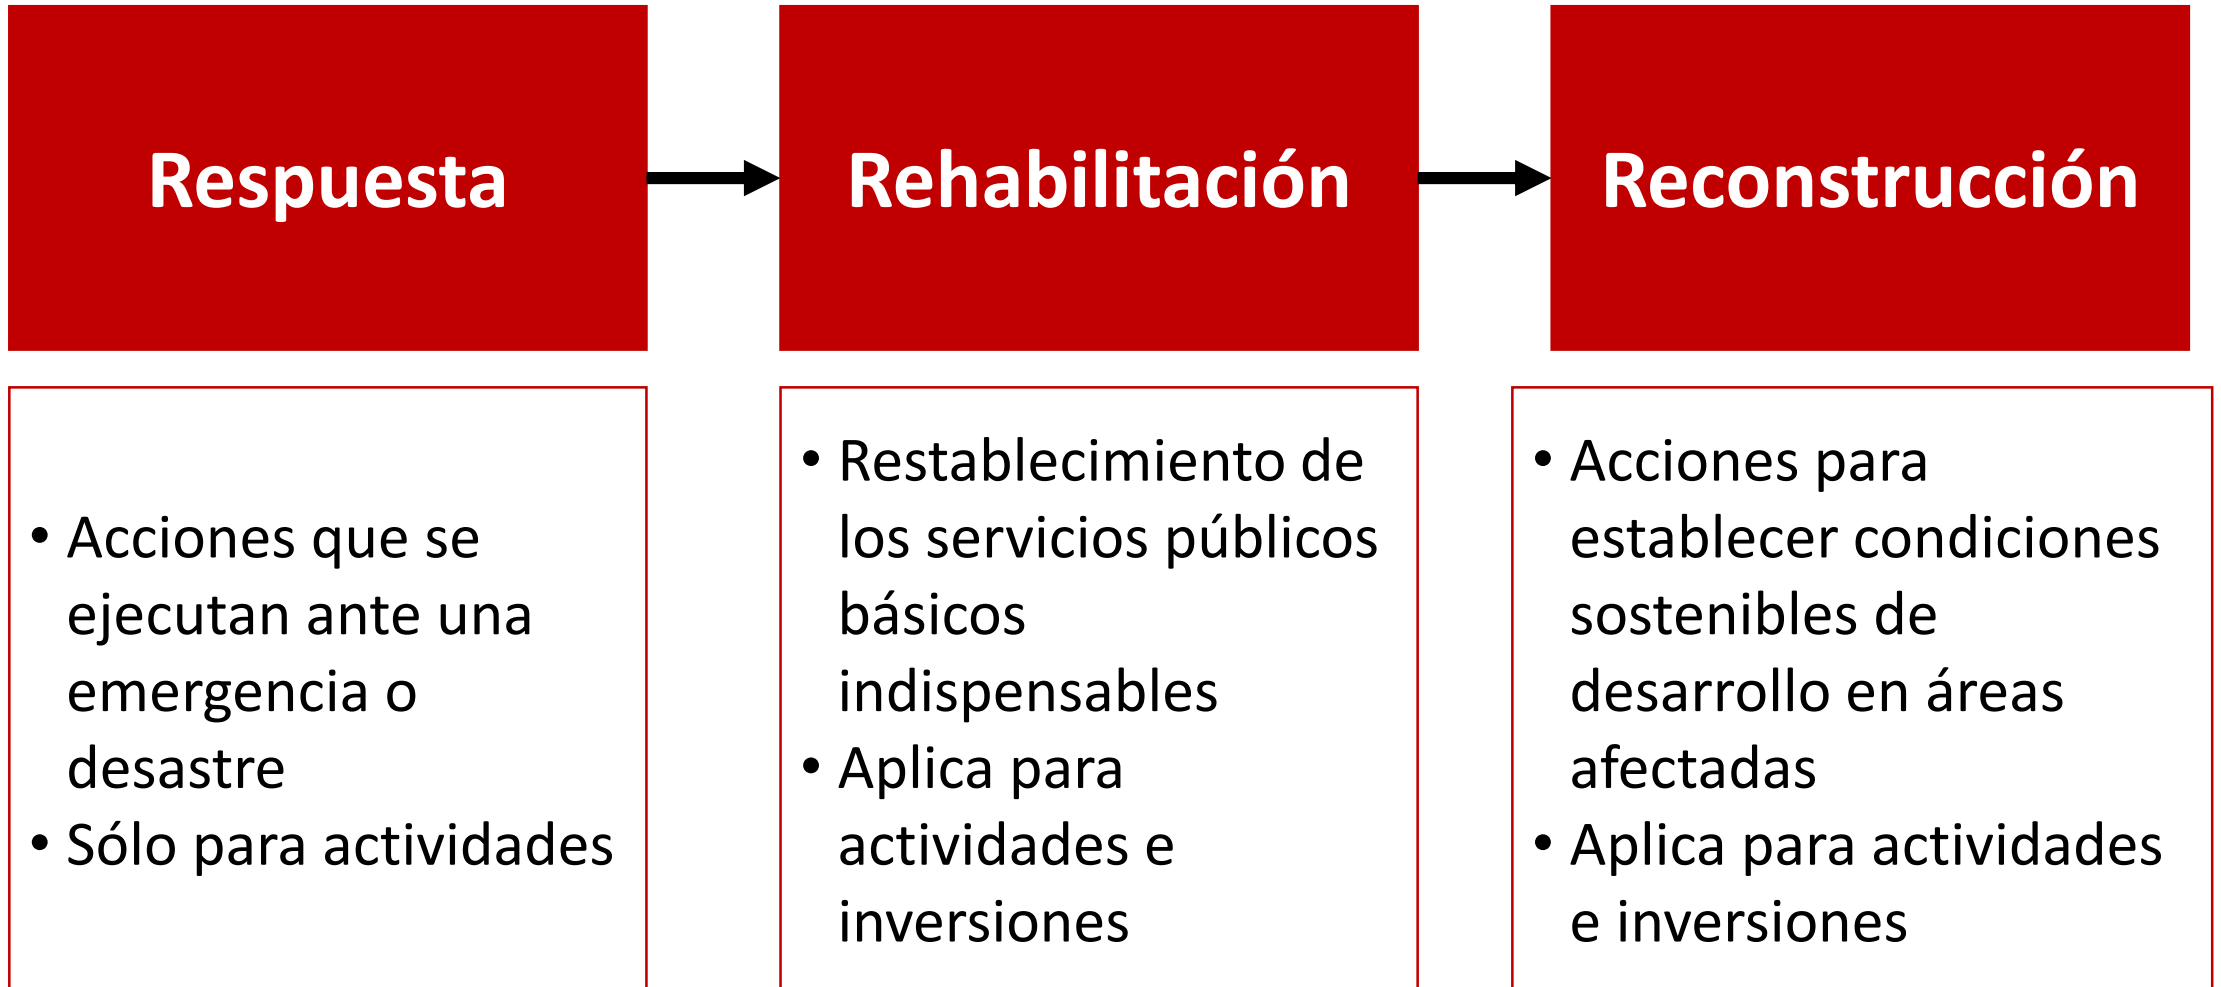 Respuesta
Rehabilitación
Reconstrucción
• Acciones que se
ejecutan ante una
emergencia o
desastre
• Sólo para actividades
• Restablecimiento de
los servicios públicos
básicos
indispensables
• Aplica para
actividades e
inversiones
• Acciones para
establecer condiciones
sostenibles de
desarrollo en áreas
afectadas
• Aplica para actividades
e inversiones